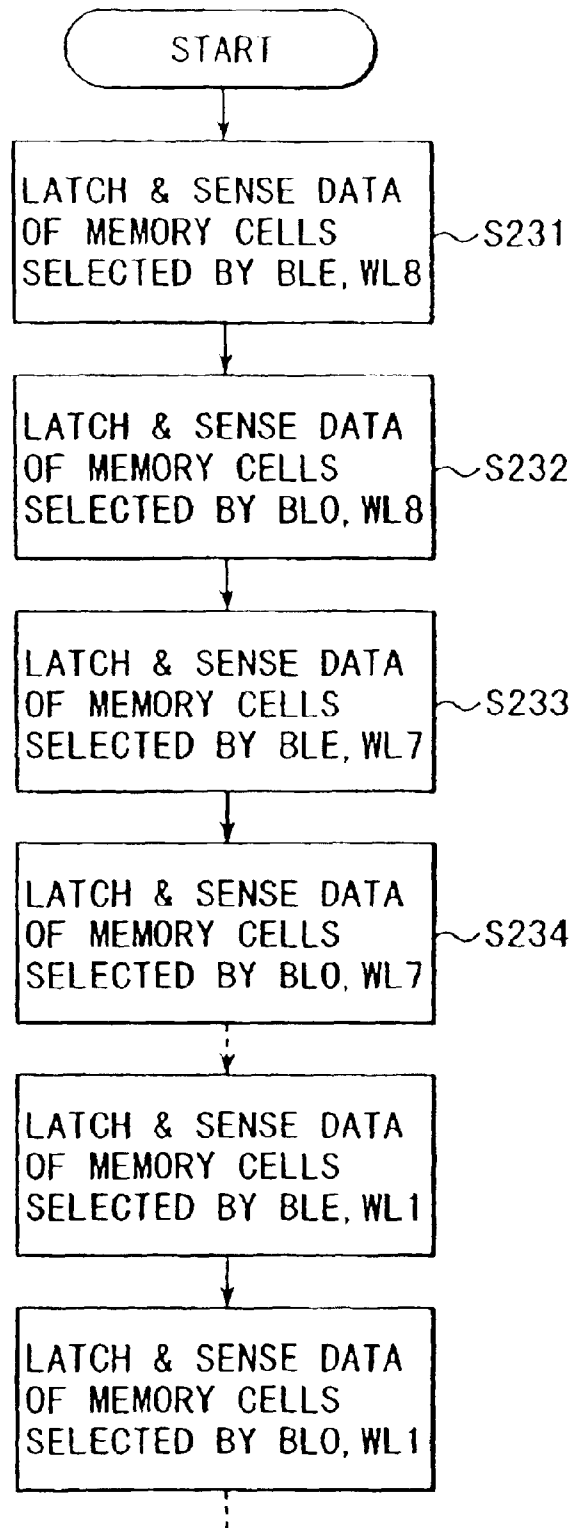 START
LATCH & SENSE DATA
OF MEMORY CELLS
SELECTED BY BLE, WL8
S231
LATCH & SENSE DATA
OF MEMORY CELLS
SELECTED BY BLO, WL8
S232
LATCH & SENSE DATA
OF MEMORY CELLS
SELECTED BY BLE, WL7
S233
LATCH & SENSE DATA
OF MEMORY CELLS
SELECTED BY BLO, WL7
S234
LATCH & SENSE DATA
OF MEMORY CELLS
SELECTED BY BLE, WL1
LATCH & SENSE DATA
OF MEMORY CELLS
SELECTED BY BLO, WL1